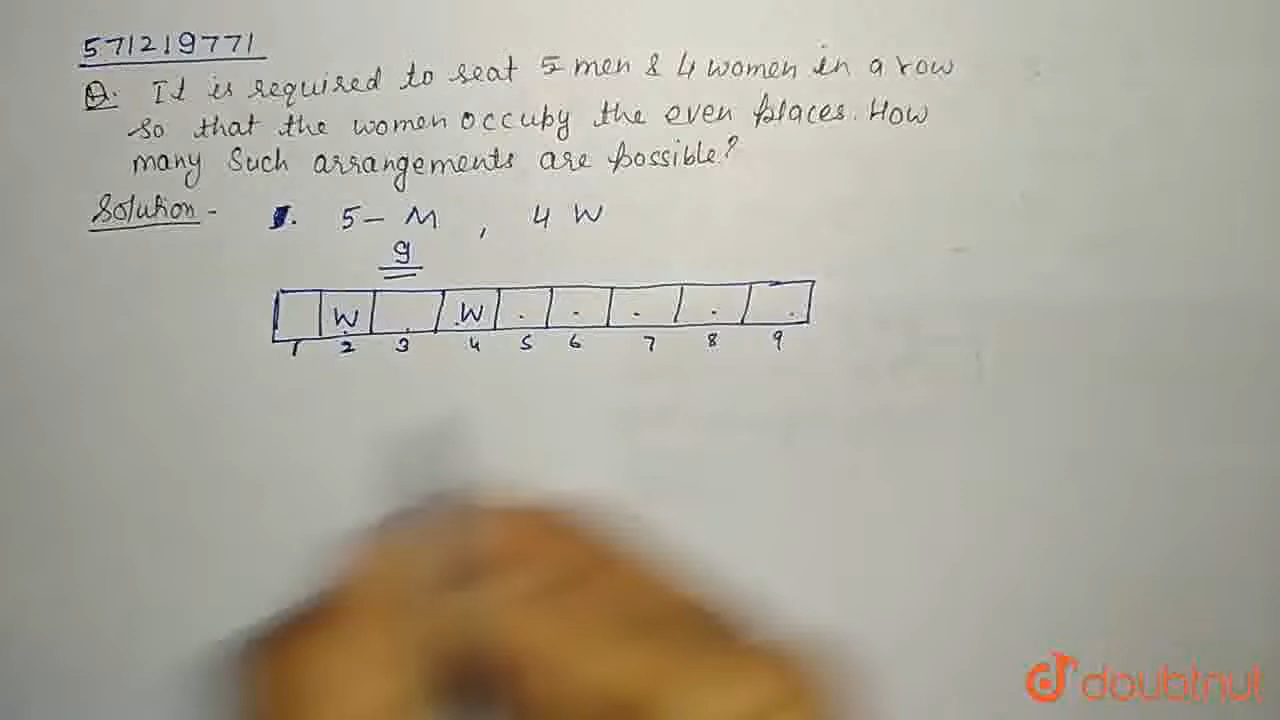 571219771
Q. It is required to seat 5 men & 4 women in a row
so that the women occupy the even places. How
many such arrangements are possible?
Solution - 1. 5 - M , 4 W
9
W W
1 2 3 4 5 6 7 8 9
doubtnut